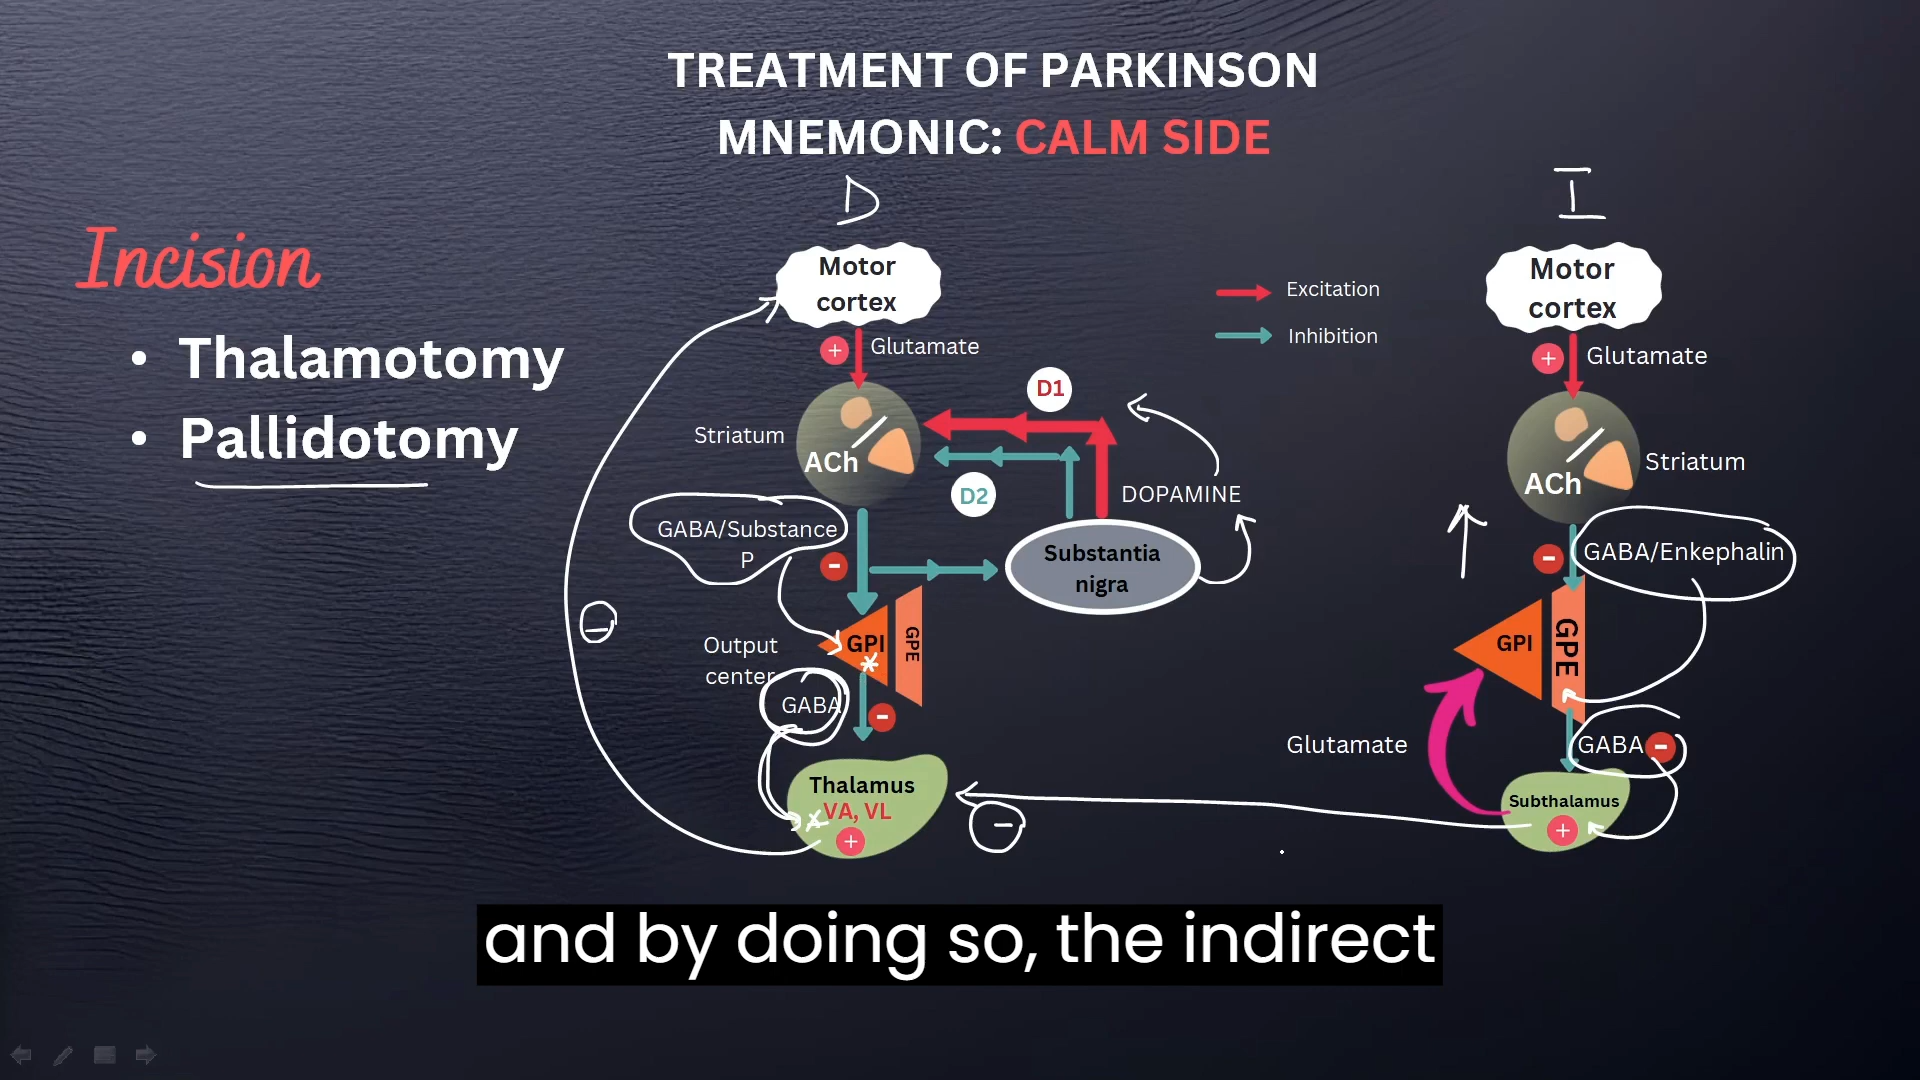 TREATMENT OF PARKINSON
MNEMONIC: CALM SIDE
D
I
Incision
• Thalamotomy
• Pallidotomy
Motor
cortex
+
Glutamate
Striatum
ACh
D1
D2
DOPAMINE
Substantia
nigra
GABA/Substance
P
-
GPI
GPE
Output
center
GABA
-
Thalamus
VA, VL
+
Excitation
Inhibition
Motor
cortex
+
Glutamate
ACh
Striatum
-
GABA/Enkephalin
GPI
GPE
Glutamate
GABA
-
Subthalamus
+
-
-
and by doing so, the indirect